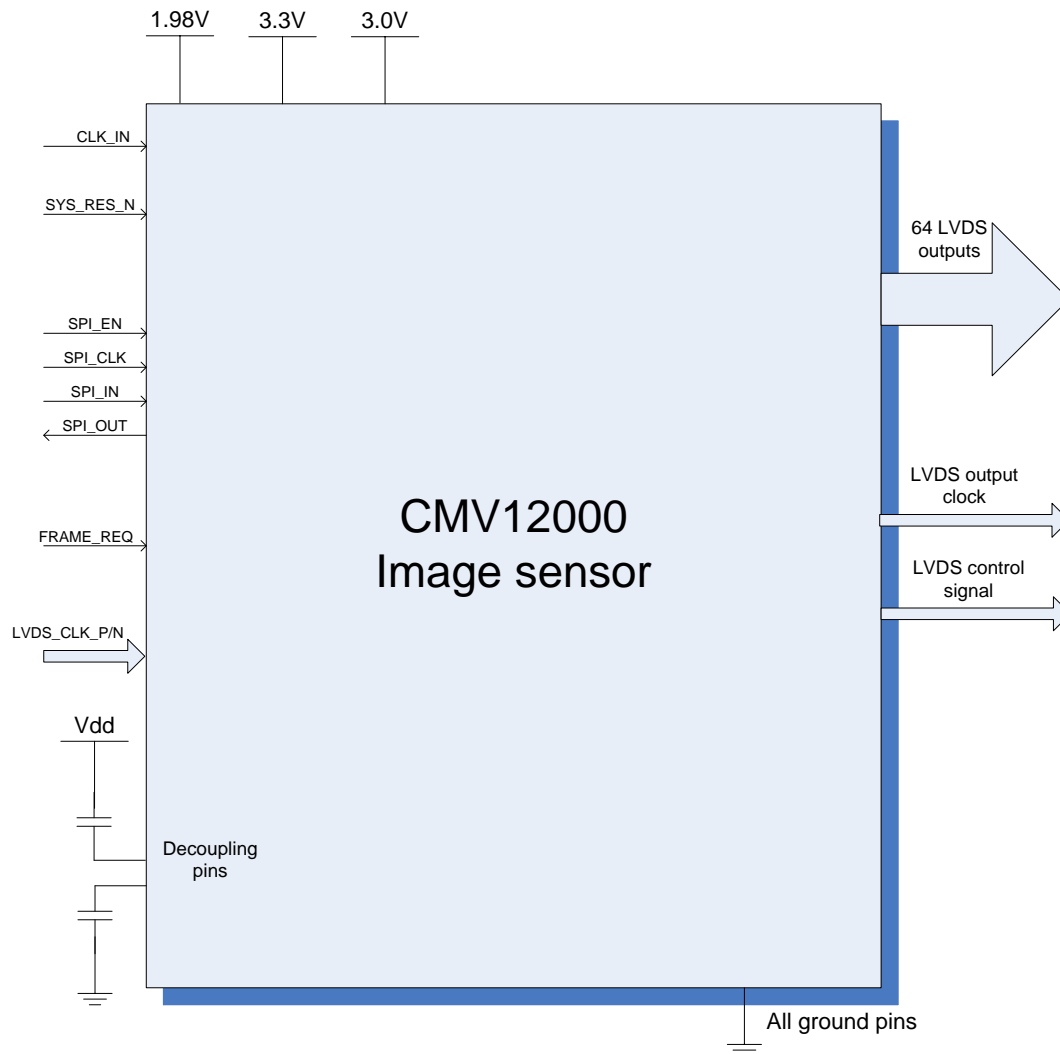 1.98V
3.3V
3.0V
CLK_IN
SYS_RES_N
64 LVDS
outputs
SPI_EN
SPI_CLK
SPI_IN
SPI_OUT
LVDS output
clock
CMV12000
Image sensor
FRAME_REQ
LVDS control
signal
LVDS_CLK_P/N
Vdd
Decoupling
pins
All ground pins